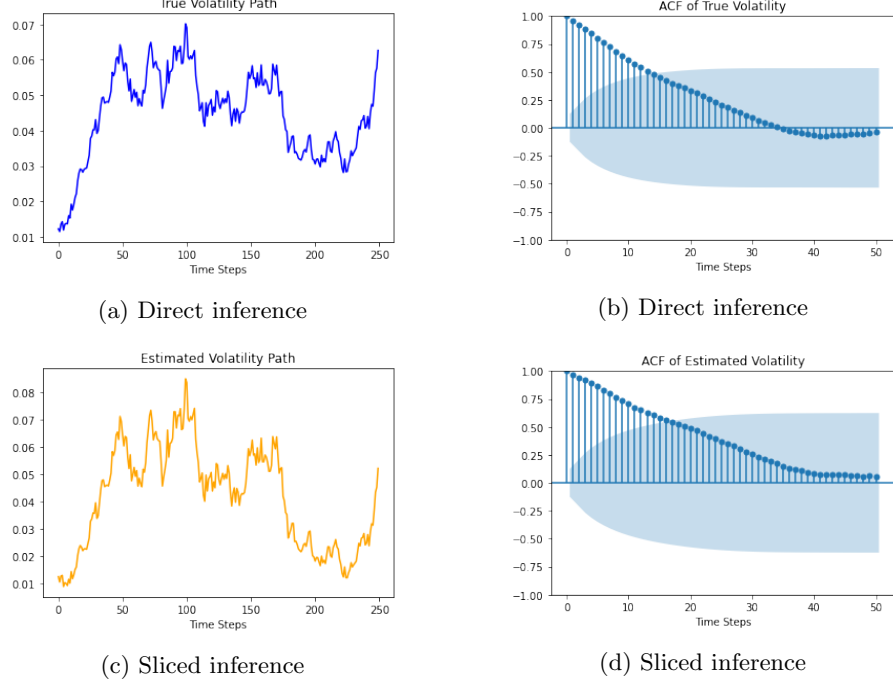 True Volatility Path
0.07
0.06
0.05
0.04
0.03
0.02
0.01
0 50 100 150 200 250
Time Steps
(a) Direct inference
ACF of True Volatility
1.00
0.75
0.50
0.25
0.00
−0.25
−0.50
−0.75
−1.00
0 10 20 30 40 50
Time Steps
(b) Direct inference
Estimated Volatility Path
0.08
0.07
0.06
0.05
0.04
0.03
0.02
0.01
0 50 100 150 200 250
Time Steps
(c) Sliced inference
ACF of Estimated Volatility
1.00
0.75
0.50
0.25
0.00
−0.25
−0.50
−0.75
−1.00
0 10 20 30 40 50
Time Steps
(d) Sliced inference